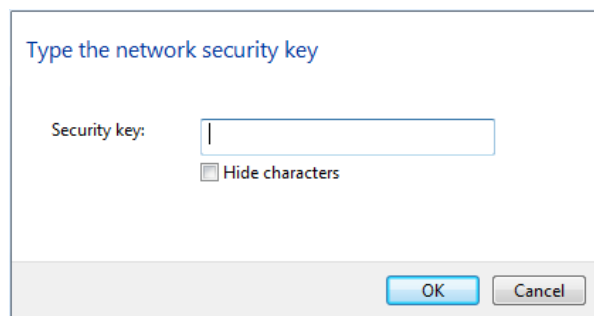 Type the network security key
Security key:
Hide characters
OK Cancel